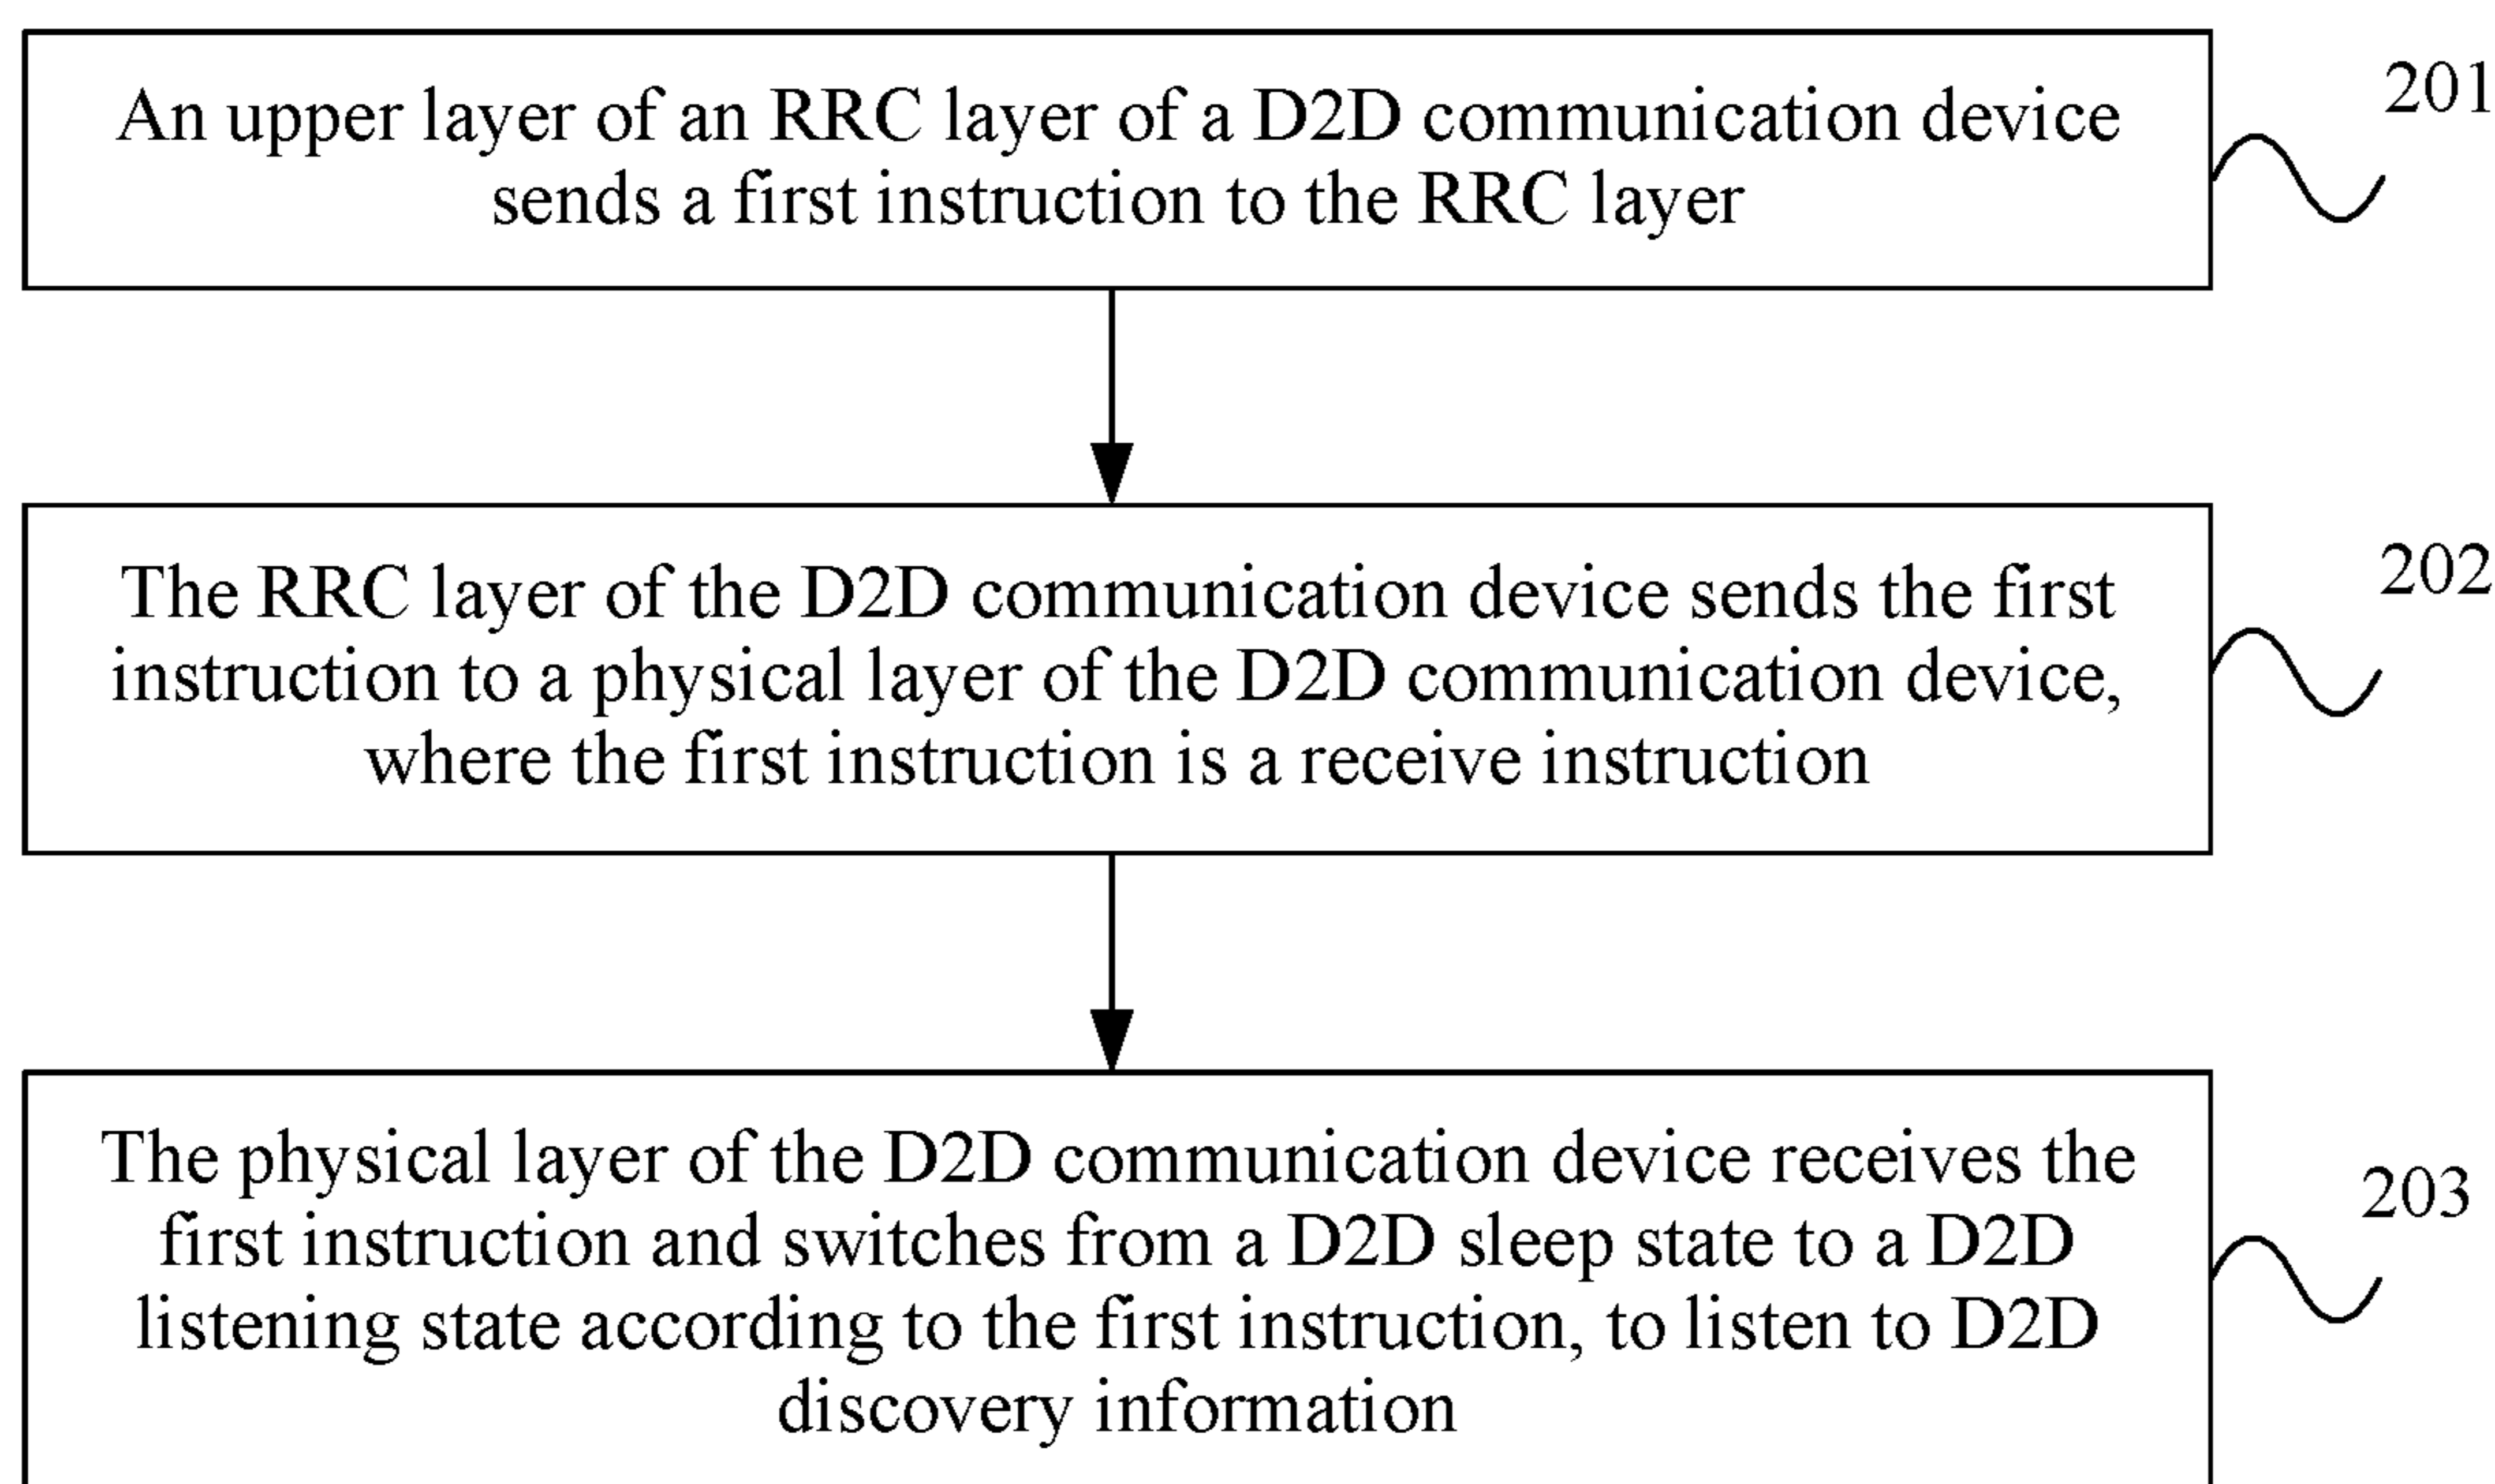 An upper layer of an RRC layer of a D2D communication device
sends a first instruction to the RRC layer
201
The RRC layer of the D2D communication device sends the first
instruction to a physical layer of the D2D communication device,
where the first instruction is a receive instruction
202
The physical layer of the D2D communication device receives the
first instruction and switches from a D2D sleep state to a D2D
listening state according to the first instruction, to listen to D2D
discovery information
203